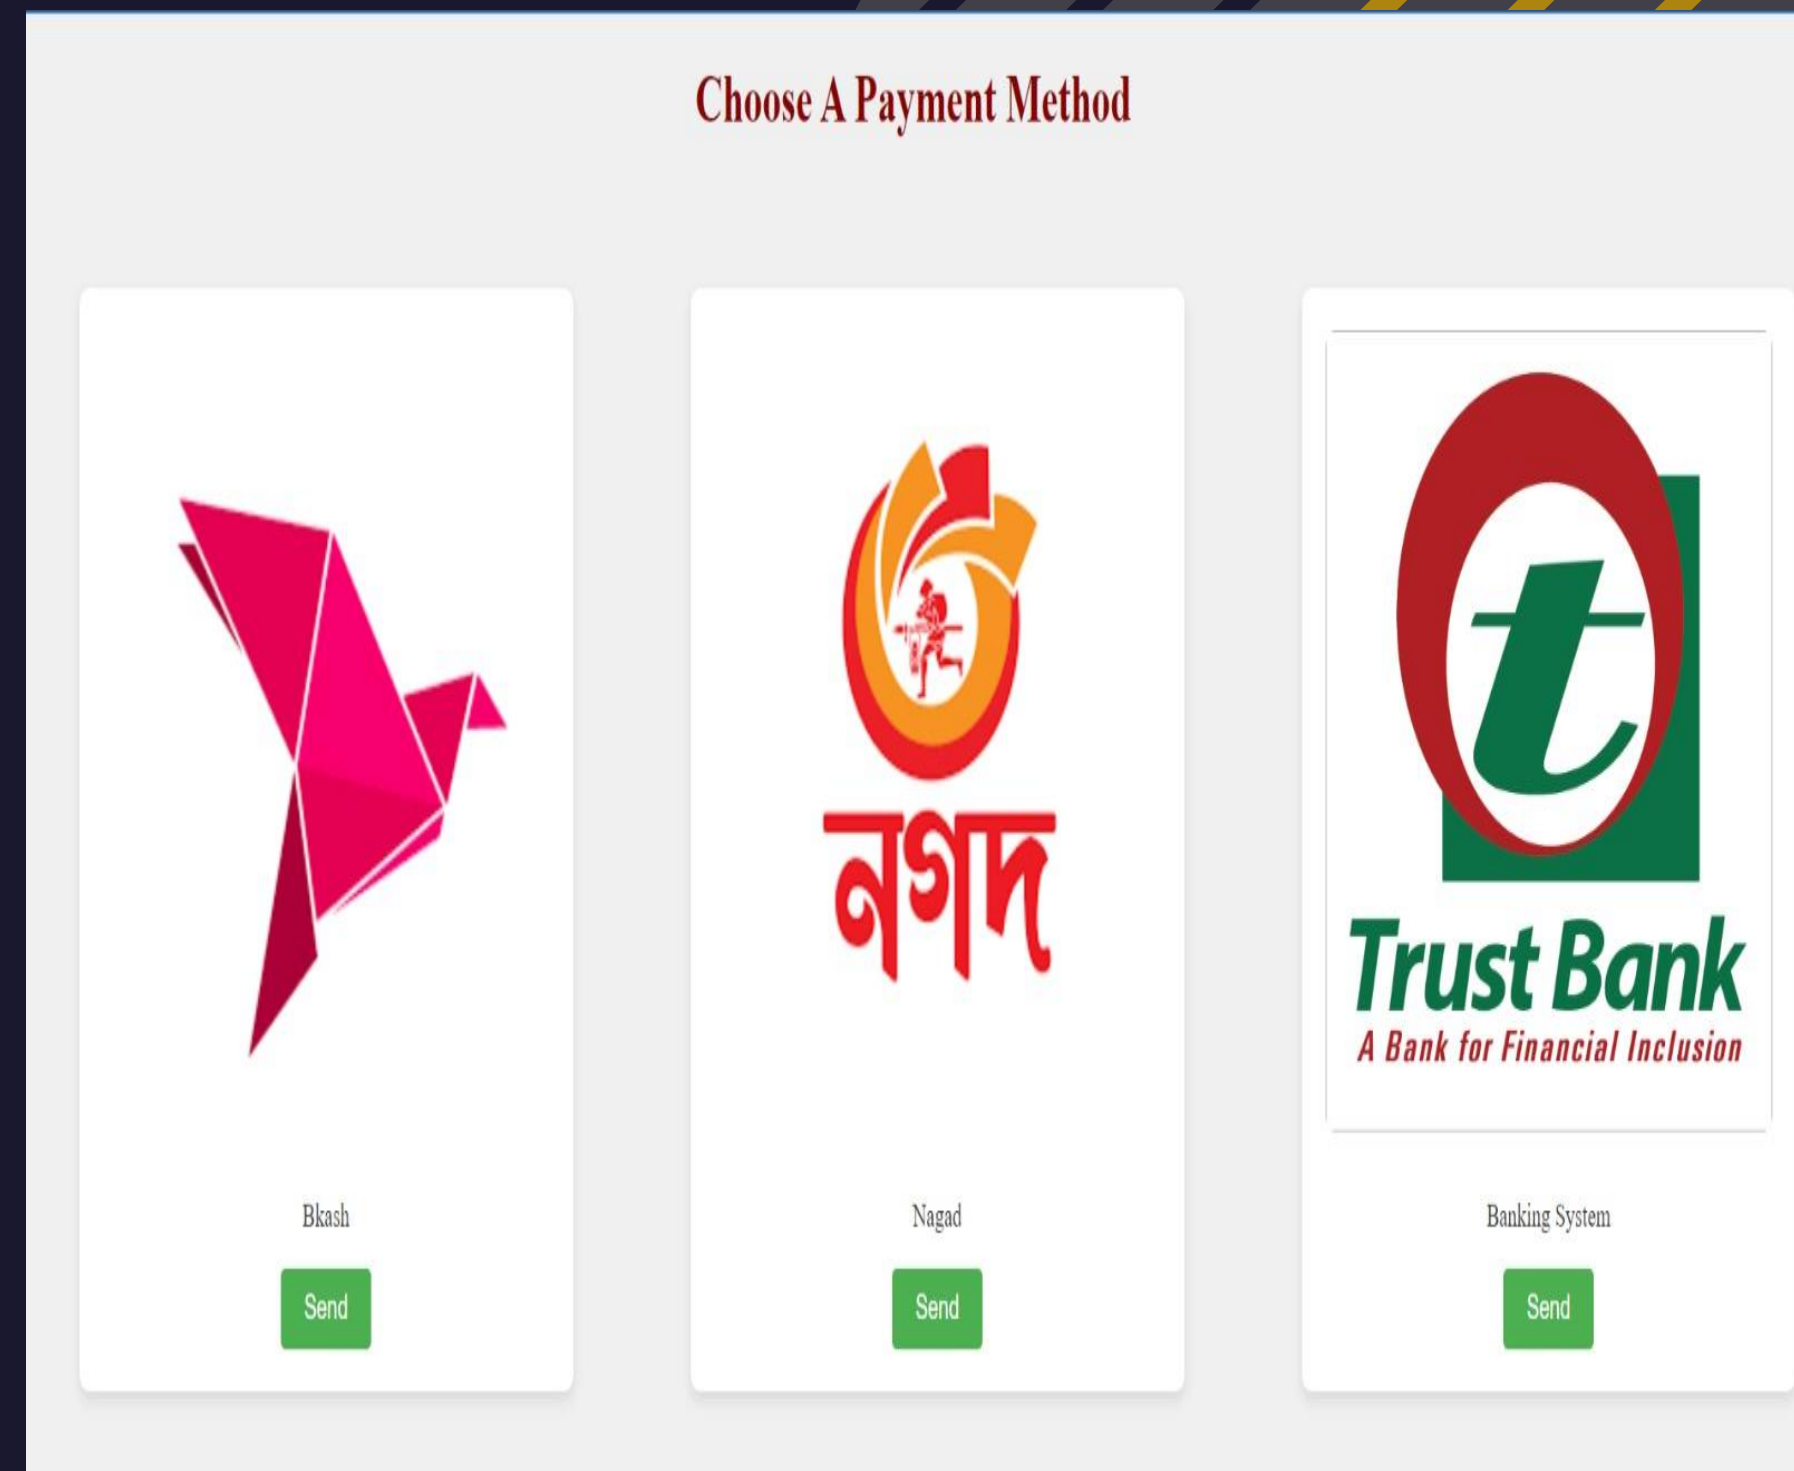 Choose A Payment Method
নগদ
t
Trust Bank
A Bank for Financial Inclusion
Bkash
Nagad
Banking System
Send
Send
Send